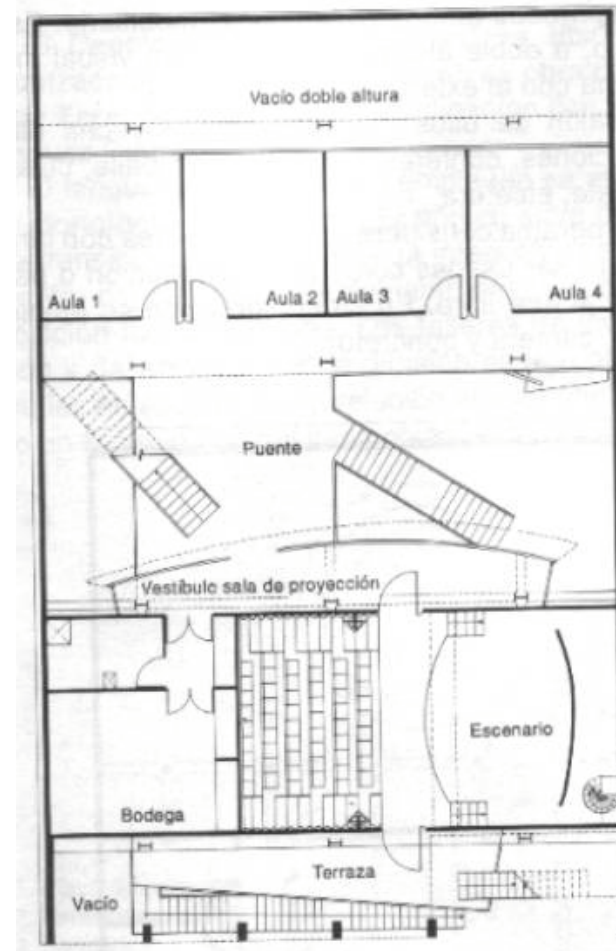 Vacío doble altura
Aula 1
Aula 2
Aula 3
Aula 4
Puente
Vestíbulo sala de proyección
Escenario
Bodega
Terraza
Vacío